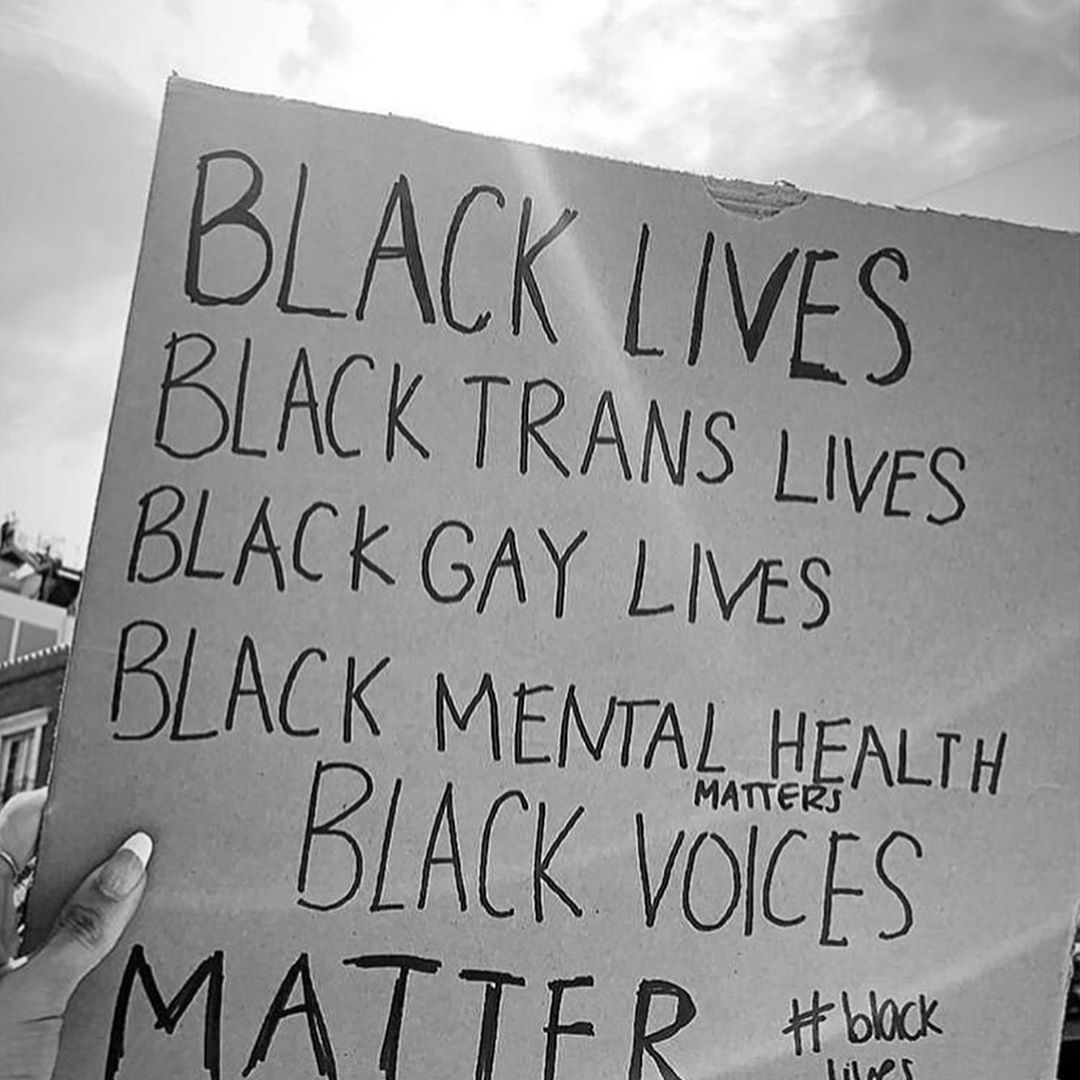 BLACK LIVES
BLACK TRANS LIVES
BLACK GAY LIVES
BLACK MENTAL HEALTH
MATTERS
BLACK VOICES
MATTER
#black
lives